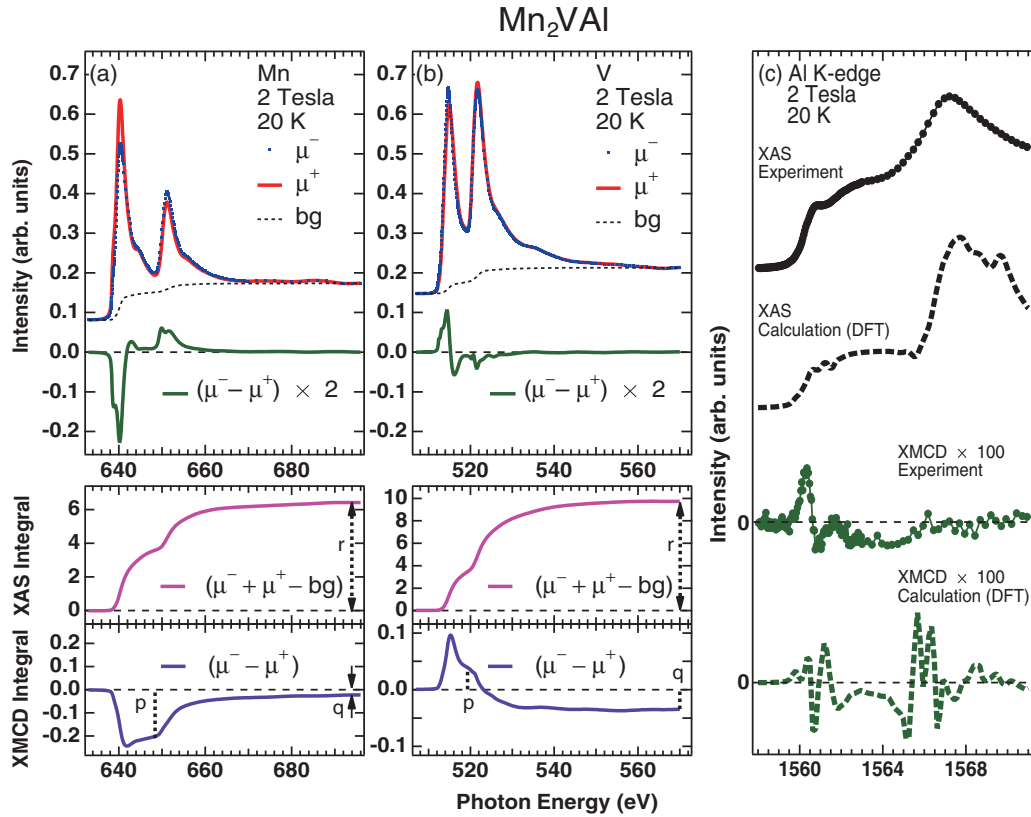 Mn₂VAl
(a)
Mn
2 Tesla
20 K
μ⁻
μ⁺
bg
(μ⁻ − μ⁺) × 2
Intensity (arb. units)
0.7
0.6
0.5
0.4
0.3
0.2
0.1
0.0
-0.1
-0.2
640
660
680
(b)
V
2 Tesla
20 K
μ⁻
μ⁺
bg
(μ⁻ − μ⁺) × 2
0.7
0.6
0.5
0.4
0.3
0.2
0.1
0.0
-0.1
-0.2
520
540
560
XAS Integral
6
4
2
0
r
(μ⁻ + μ⁺ − bg)
10
8
6
4
2
0
r
(μ⁻ + μ⁺ − bg)
XMCD Integral
0.2
0.1
0.0
-0.1
-0.2
(μ⁻ − μ⁺)
p
q
640
660
680
0.1
0.0
-0.1
(μ⁻ − μ⁺)
p
q
520
540
560
Photon Energy (eV)
(c) Al K-edge
2 Tesla
20 K
XAS
Experiment
XAS
Calculation (DFT)
XMCD × 100
Experiment
XMCD × 100
Calculation (DFT)
Intensity (arb. units)
0
0
1560
1564
1568